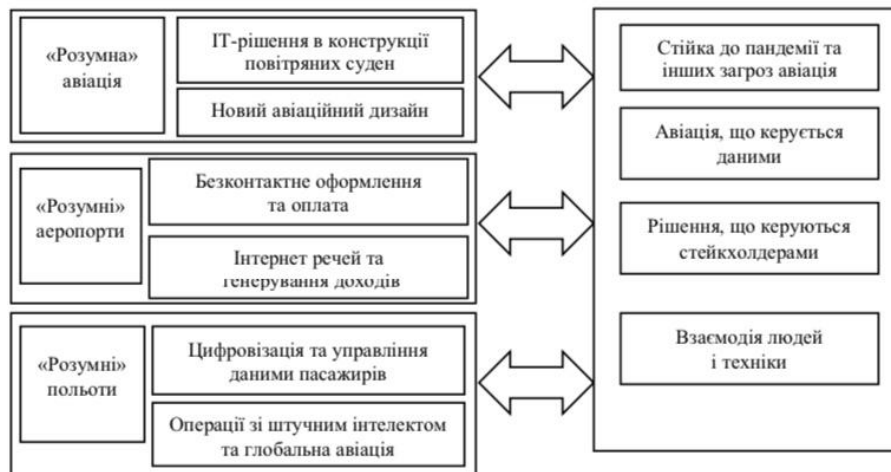 «Розумна»
авіація
ІТ-рішення в конструкції
повітряних суден
Новий авіаційний дизайн
«Розумні»
аеропорти
Безконтактне оформлення
та оплата
Інтернет речей та
генерування доходів
«Розумні»
польоти
Цифровізація та управління
даними пасажирів
Операції зі штучним інтелектом
та глобальна авіація
Стійка до пандемії та
інших загроз авіація
Авіація, що керується
даними
Рішення, що керуються
стейкхолдерами
Взаємодія людей
і техніки